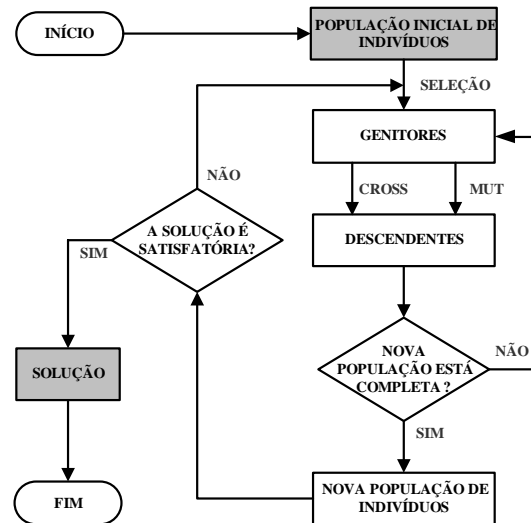 INÍCIO
POPULAÇÃO INICIAL DE
INDIVÍDUOS
SELEÇÃO
GENITORES
NÃO
CROSS
MUT
A SOLUÇÃO É
SATISFATÓRIA?
SIM
DESCENDENTES
NOVA
POPULAÇÃO ESTÁ
COMPLETA ?
NÃO
SOLUÇÃO
SIM
NOVA POPULAÇÃO DE
INDIVÍDUOS
FIM